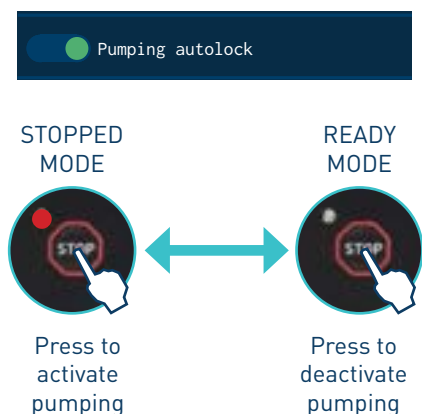 Pumping autolock
STOPPED
MODE
READY
MODE
STOP
STOP
Press to
activate
pumping
Press to
deactivate
pumping